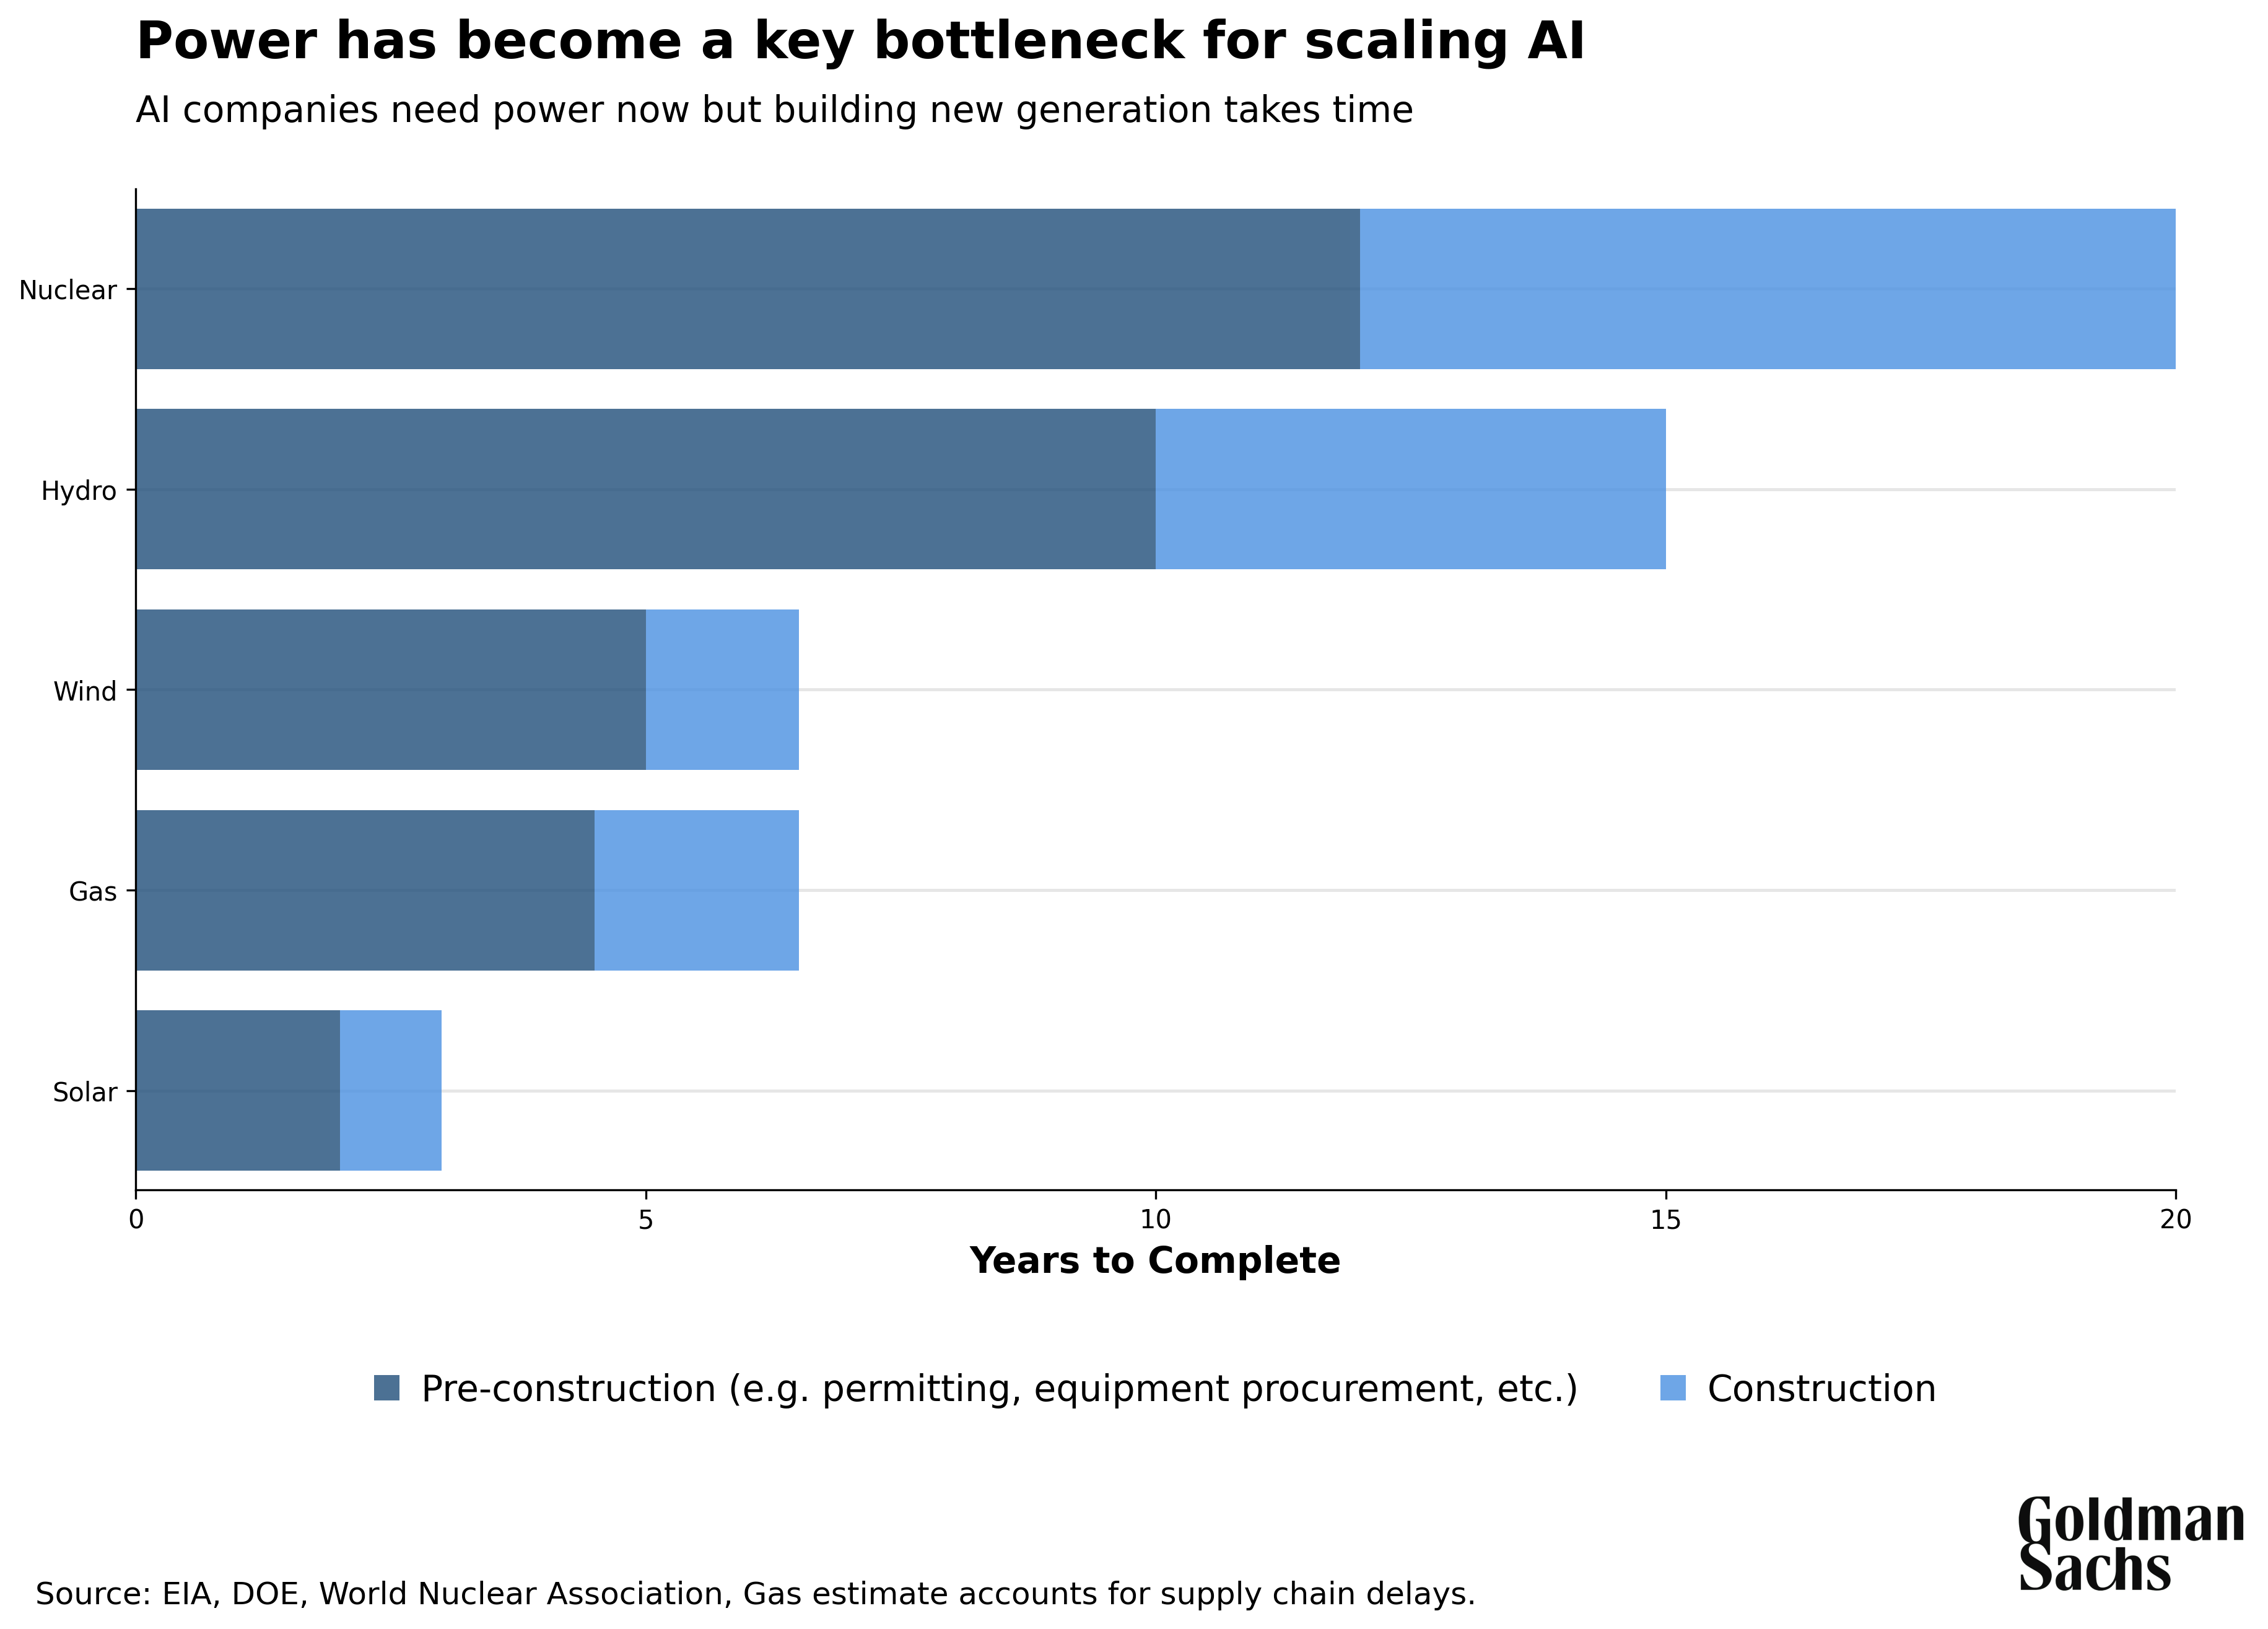 Power has become a key bottleneck for scaling AI
AI companies need power now but building new generation takes time
Nuclear
Hydro
Wind
Gas
Solar
0 5 10 15 20
Years to Complete
Pre-construction (e.g. permitting, equipment procurement, etc.) Construction
Goldman
Sachs
Source: EIA, DOE, World Nuclear Association, Gas estimate accounts for supply chain delays.